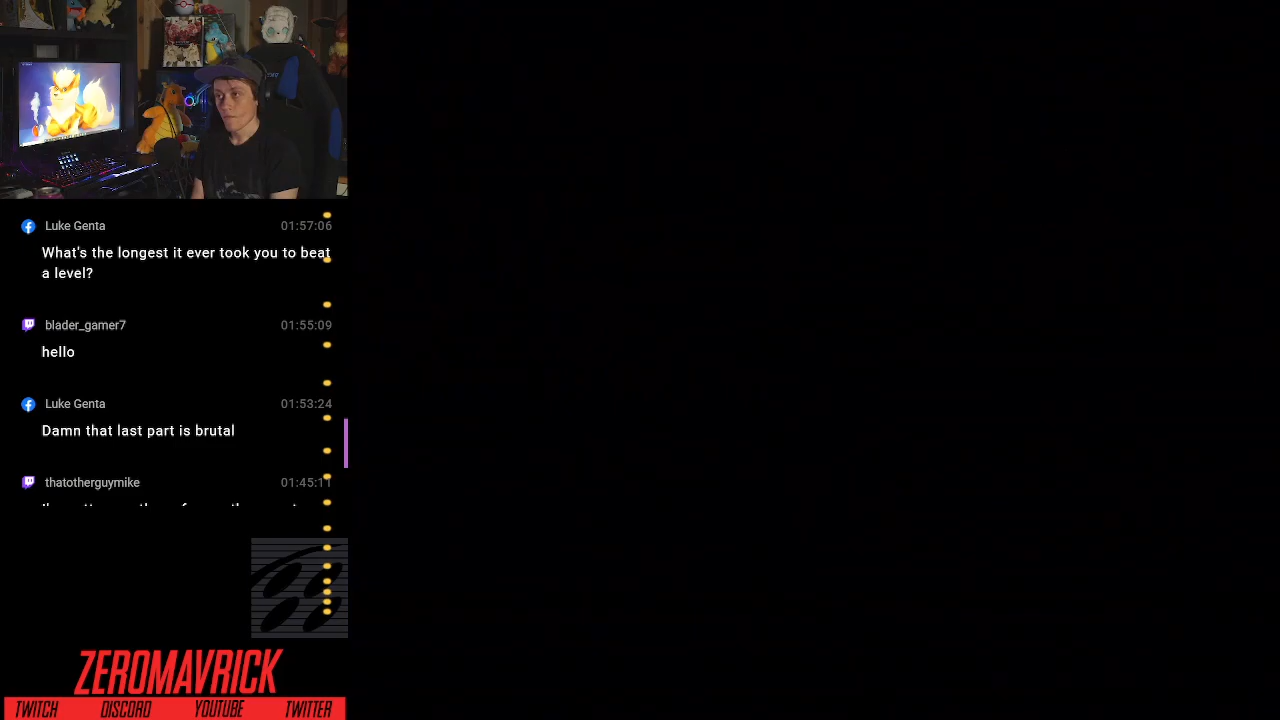 Luke Genta 01:57:06
What's the longest it ever took you to beat
a level?
blader_gamer7 01:55:09
hello
Luke Genta 01:53:24
Damn that last part is brutal
thatotherguymike 01:45:11
ZEROMAVRICK
TWITCH DISCORD YOUTUBE TWITTER